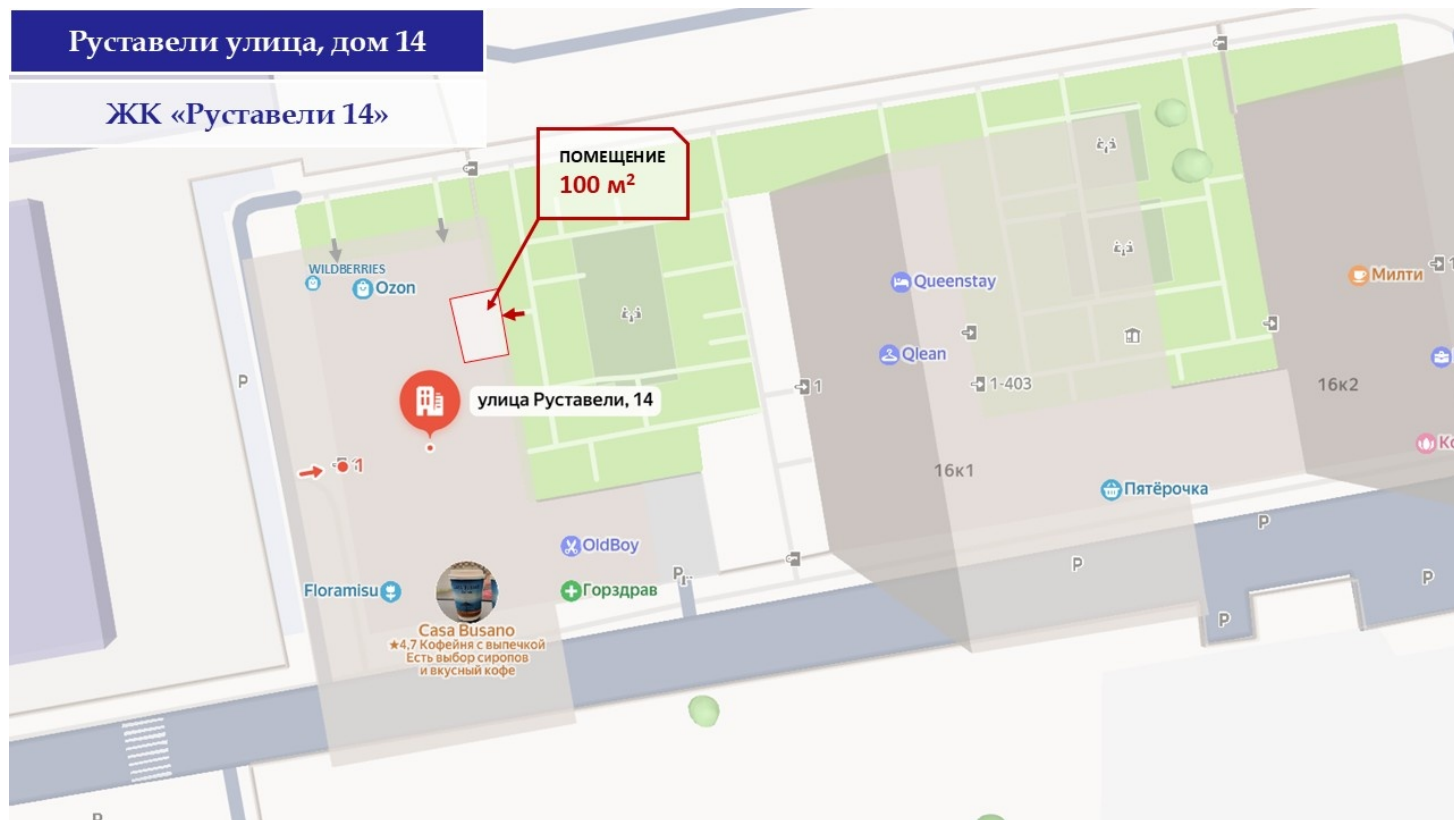 Руставели улица, дом 14
ЖК «Руставели 14»
ПОМЕЩЕНИЕ
100 м²
WILDBERRIES
Ozon
Queenstay
Милти
1
Qlean
P
1
1-403
16к2
улица Руставели, 14
1
16к1
Пятёрочка
P
OldBoy
P
P
P
Floramisu
Горздрав
P
Casa Busano
★4,7 Кофейня с выпечкой
Есть выбор сиропов
и вкусный кофе